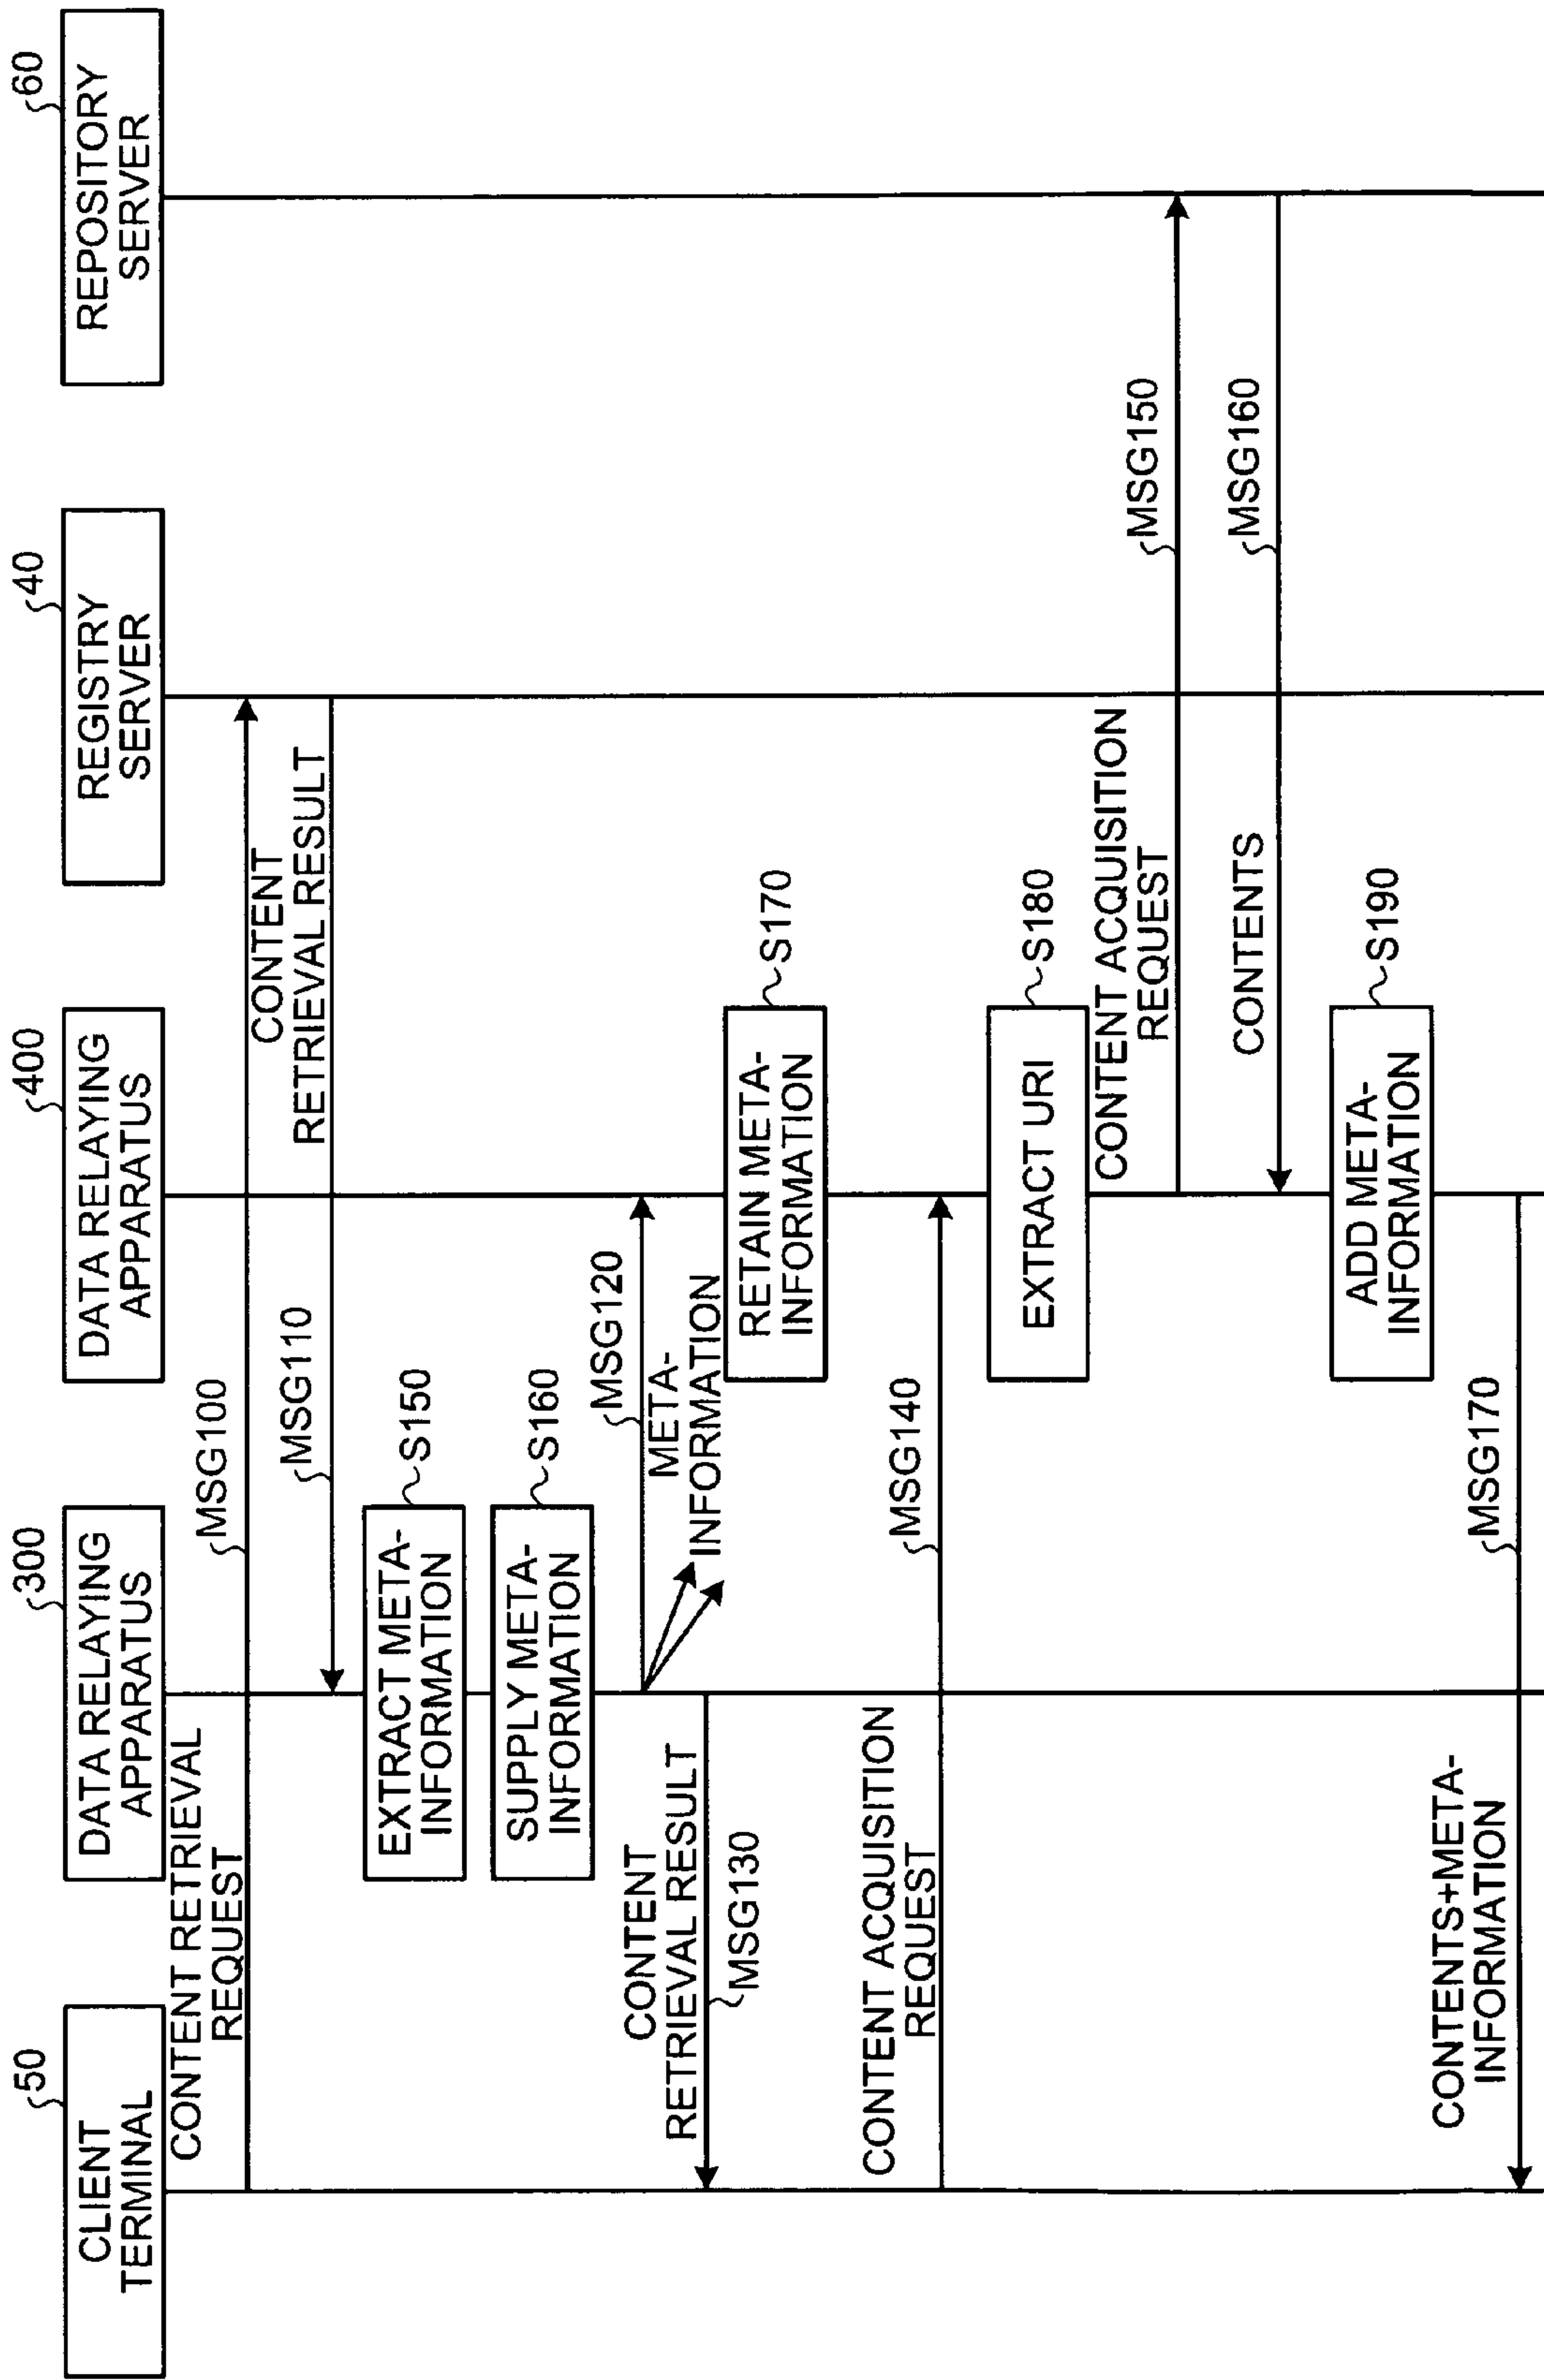 50
CLIENT
TERMINAL
300
DATA RELAYING
APPARATUS
400
DATA RELAYING
APPARATUS
40
REGISTRY
SERVER
60
REPOSITORY
SERVER
CONTENT RETRIEVAL
REQUEST
MSG100
CONTENT
RETRIEVAL RESULT
MSG110
EXTRACT META-
INFORMATION
S150
SUPPLY META-
INFORMATION
S160
MSG120
META-
INFORMATION
CONTENT
RETRIEVAL RESULT
MSG130
RETAIN META-
INFORMATION
S170
CONTENT ACQUISITION
REQUEST
MSG140
EXTRACT URI
S180
CONTENT ACQUISITION
REQUEST
MSG150
CONTENTS
MSG160
ADD META-
INFORMATION
S190
CONTENTS+META-
INFORMATION
MSG170